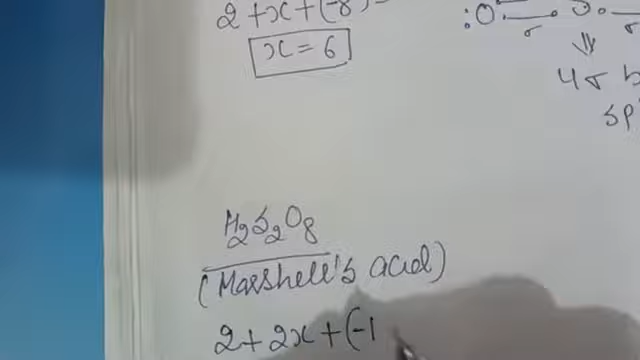 2+x+(-8)=
x=6
:Ö. — . S.
σ σ
⇓
4σ b
sp
H₂S₂O₈
(Marshell's acid)
2+2x+(-1